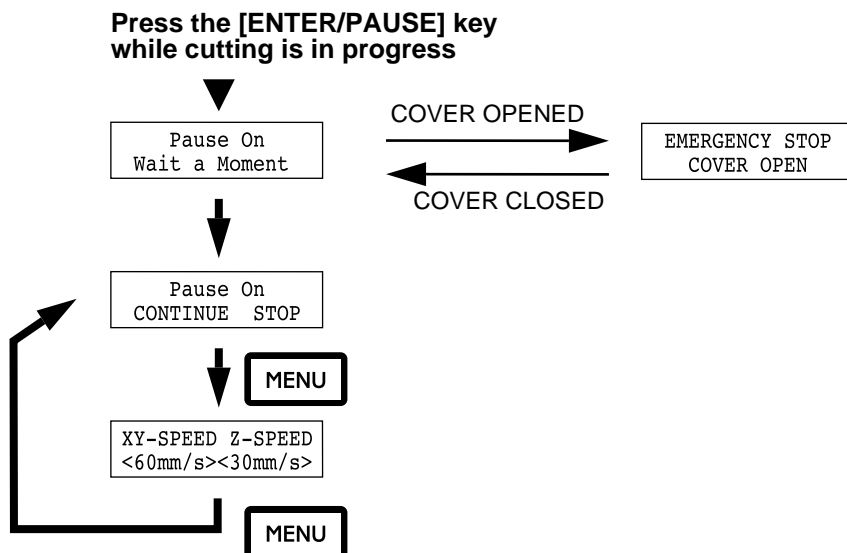 Press the [ENTER/PAUSE] key
while cutting is in progress
Pause On
Wait a Moment
COVER OPENED
COVER CLOSED
EMERGENCY STOP
COVER OPEN
Pause On
CONTINUE STOP
MENU
XY-SPEED Z-SPEED
<60mm/s><30mm/s>
MENU